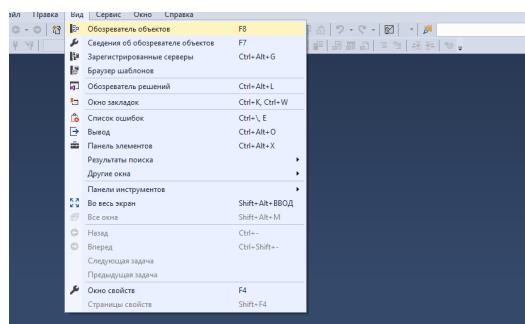 айл Правка Вид Сервис Окно Справка
Обозреватель объектов F8
Сведения об обозревателе объектов F7
Зарегистрированные серверы Ctrl+Alt+G
Браузер шаблонов
Обозреватель решений Ctrl+Alt+L
Окно закладок Ctrl+K, Ctrl+W
Список ошибок Ctrl+\, E
Вывод Ctrl+Alt+O
Панель элементов Ctrl+Alt+X
Результаты поиска
Другие окна
Панели инструментов
Во весь экран Shift+Alt+ВВОД
Все окна Shift+Alt+M
Назад Ctrl+-
Вперед Ctrl+Shift+-
Следующая задача
Предыдущая задача
Окно свойств F4
Страницы свойств Shift+F4